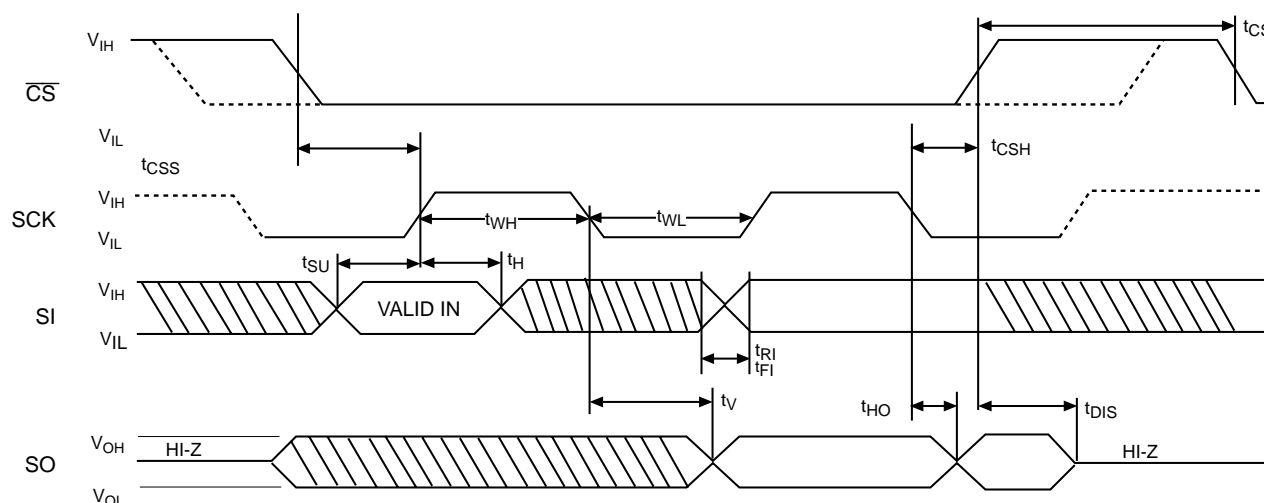 tCS
VIH
CS
VIL
tCSS
tCSH
VIH
SCK
tWH
tWL
VIL
tSU
tH
VIH
SI
VALID IN
VIL
tRI
tFI
tV
tHO
tDIS
VOH
HI-Z
HI-Z
SO
VOL